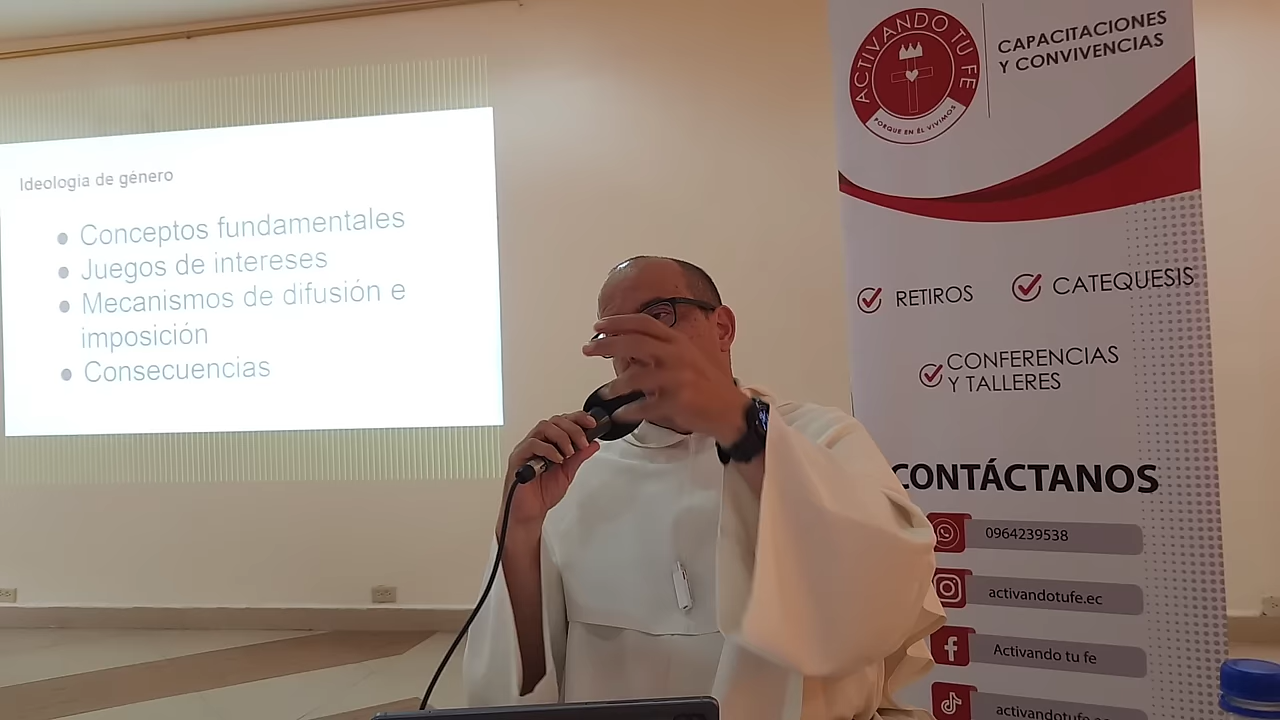 Ideología de género
Conceptos fundamentales
Juegos de intereses
Mecanismos de difusión e
imposición
Consecuencias
ACTIVANDO TU FE
PORQUE EN ÉL VIVIMOS
CAPACITACIONES
Y CONVIVENCIAS
RETIROS
CATEQUESIS
CONFERENCIAS
Y TALLERES
CONTÁCTANOS
0964239538
activandotufe.ec
Activando tu fe